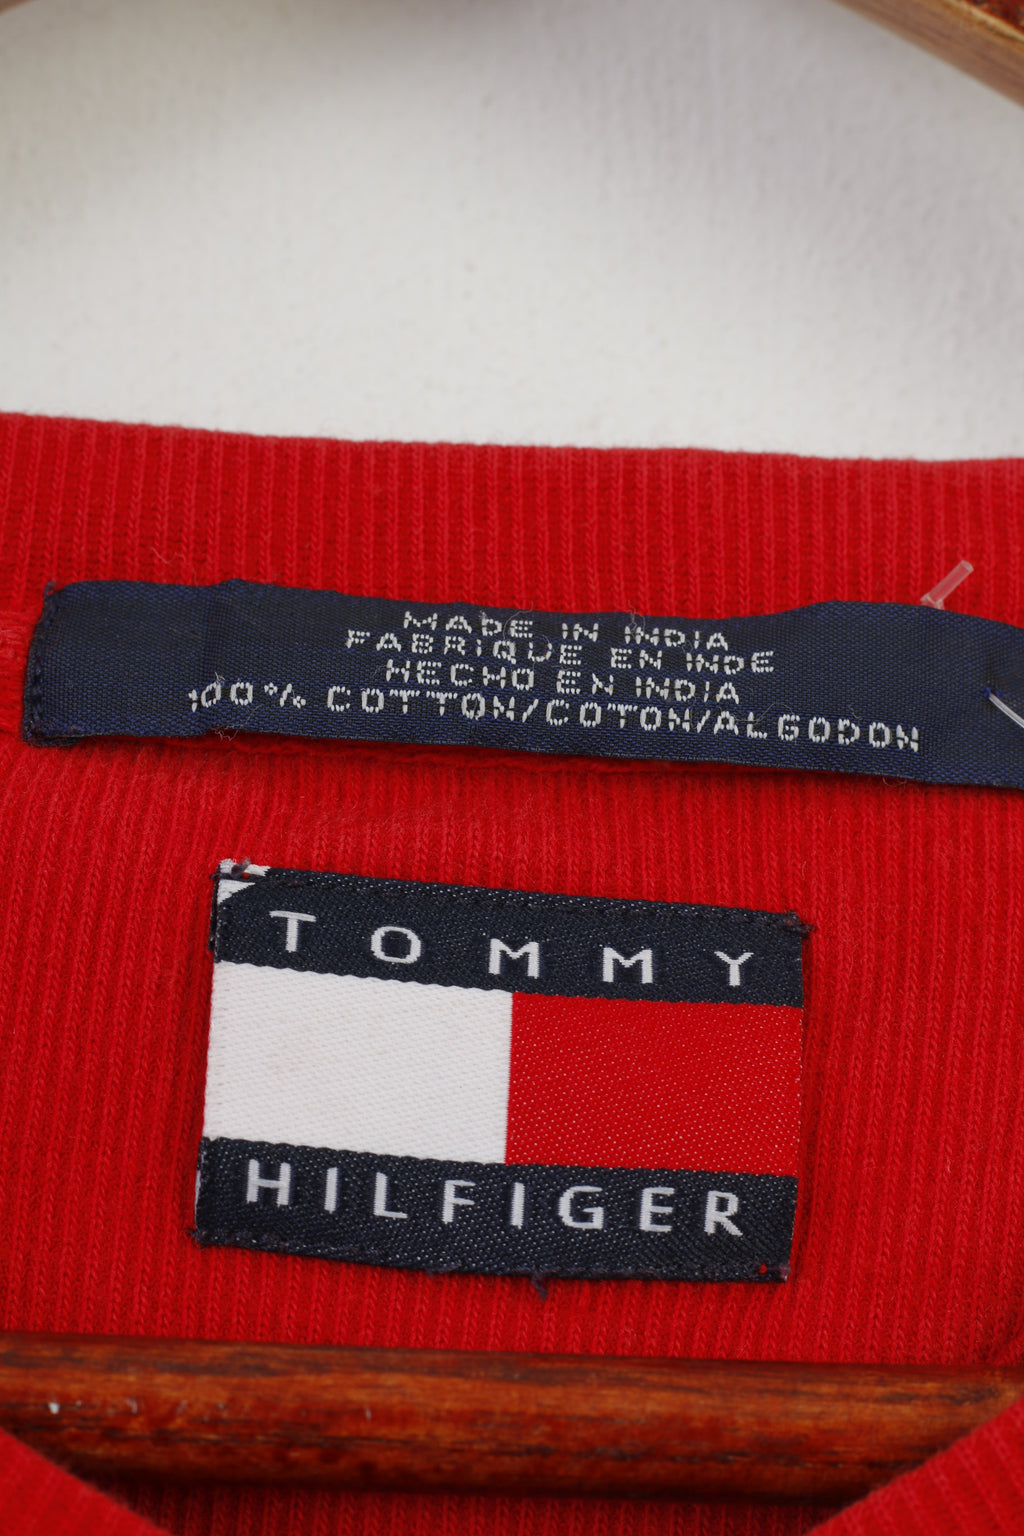 MADE IN INDIA
FABRIQUE EN INDE
HECHO EN INDIA
100% COTTON/COTON/ALGODON
TOMMY
HILFIGER